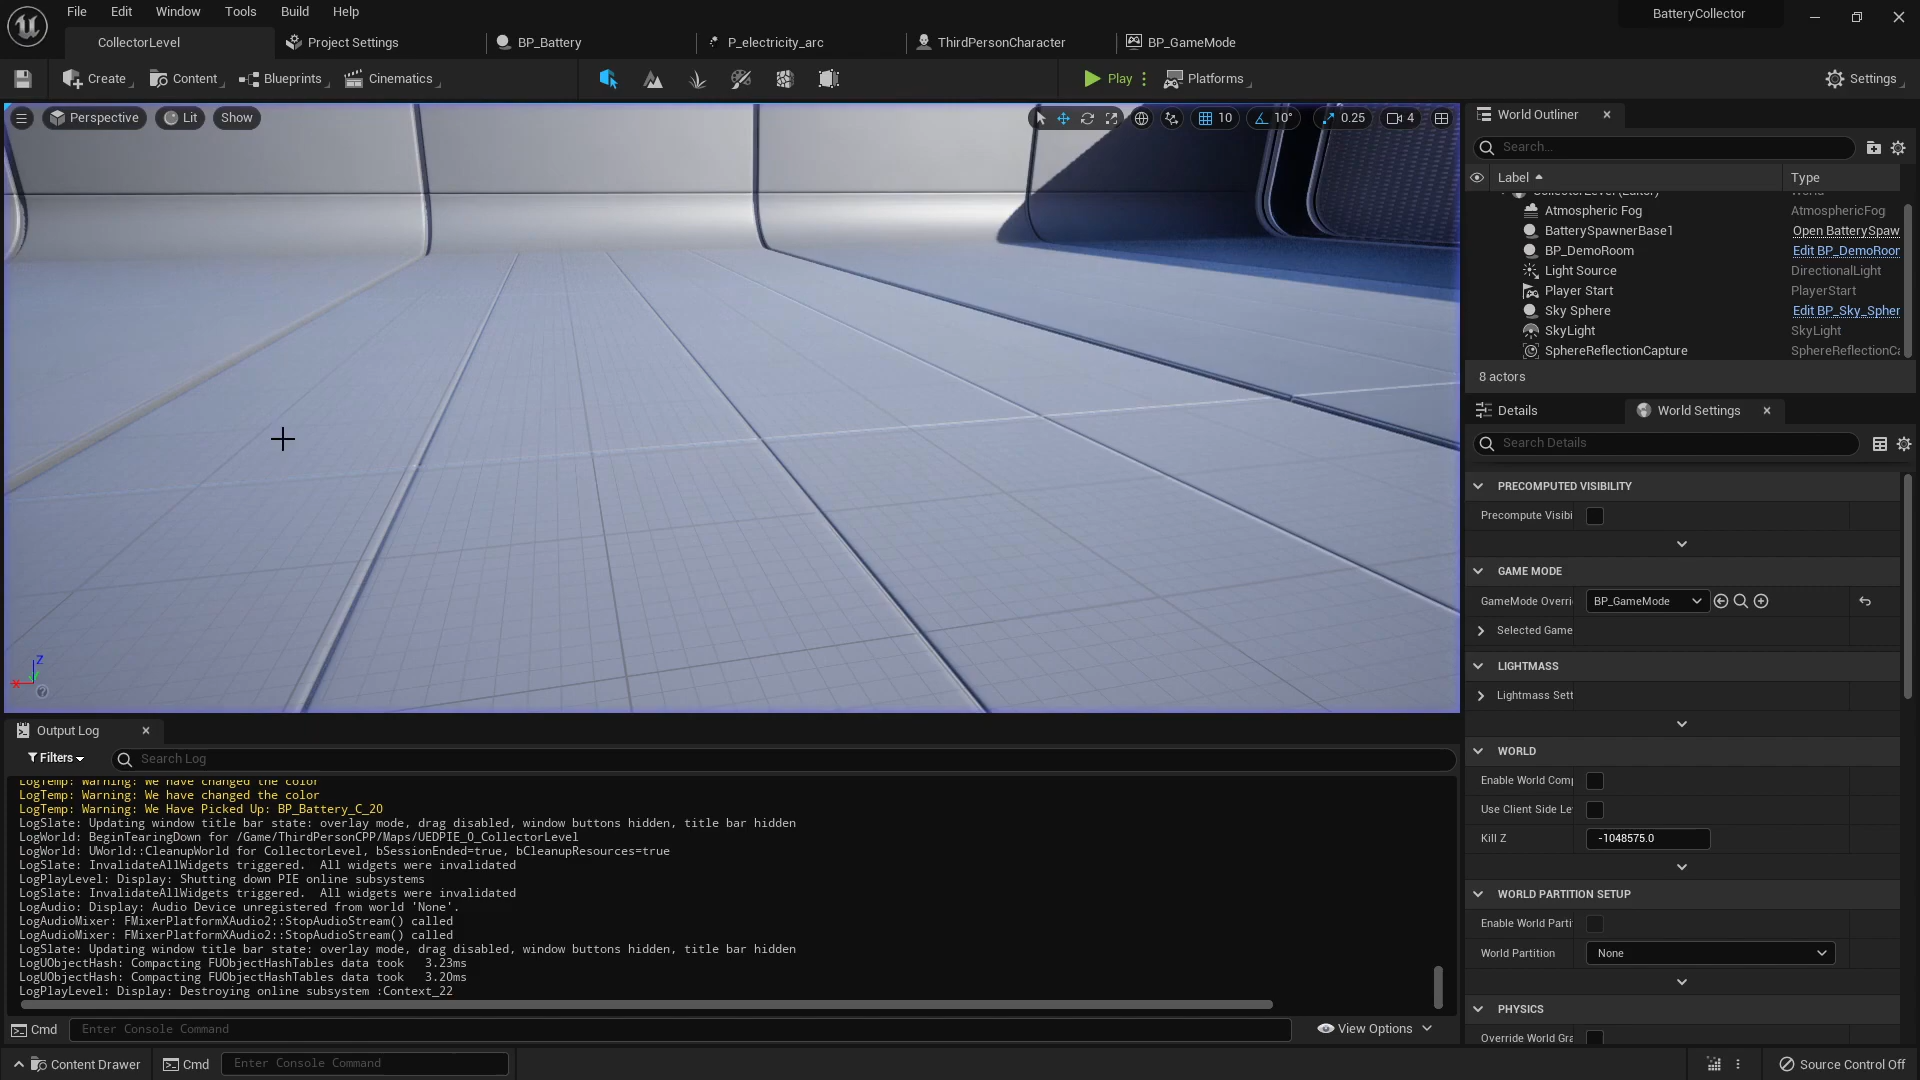 File Edit Window Tools Build Help
BatteryCollector
CollectorLevel Project Settings BP_Battery P_electricity_arc ThirdPersonCharacter BP_GameMode
Create Content Blueprints Cinematics Play Platforms Settings
Perspective Lit Show 10 10° 0.25 4
World Outliner
Search...
Label Type
CollectorLevel (Editor) World
Atmospheric Fog AtmosphericFog
BatterySpawnerBase1 Open BatterySpaw
BP_DemoRoom Edit BP_DemoRoor
Light Source DirectionalLight
Player Start PlayerStart
Sky Sphere Edit BP_Sky_Spher
SkyLight SkyLight
SphereReflectionCapture SphereReflectionCa
8 actors
Details World Settings
Search Details
PRECOMPUTED VISIBILITY
Precompute Visibi
GAME MODE
GameMode Overri BP_GameMode
Selected Game
LIGHTMASS
Lightmass Sett
WORLD
Enable World Comp
Use Client Side Le
Kill Z -1048575.0
WORLD PARTITION SETUP
Enable World Parti
World Partition None
PHYSICS
Override World Gra
Z
X
Output Log
Filters Search Log
LogTemp: Warning: We have changed the color
LogTemp: Warning: We have changed the color
LogTemp: Warning: We Have Picked Up: BP_Battery_C_20
LogSlate: Updating window title bar state: overlay mode, drag disabled, window buttons hidden, title bar hidden
LogWorld: BeginTearingDown for /Game/ThirdPersonCPP/Maps/UEDPIE_0_CollectorLevel
LogWorld: UWorld::CleanupWorld for CollectorLevel, bSessionEnded=true, bCleanupResources=true
LogSlate: InvalidateAllWidgets triggered.  All widgets were invalidated
LogPlayLevel: Display: Shutting down PIE online subsystems
LogSlate: InvalidateAllWidgets triggered.  All widgets were invalidated
LogAudio: Display: Audio Device unregistered from world 'None'.
LogAudioMixer: FMixerPlatformXAudio2::StopAudioStream() called
LogAudioMixer: FMixerPlatformXAudio2::StopAudioStream() called
LogSlate: Updating window title bar state: overlay mode, drag disabled, window buttons hidden, title bar hidden
LogUObjectHash: Compacting FUObjectHashTables data took   3.23ms
LogUObjectHash: Compacting FUObjectHashTables data took   3.20ms
LogPlayLevel: Display: Destroying online subsystem :Context_22
Cmd Enter Console Command View Options
Content Drawer Cmd Enter Console Command Source Control Off